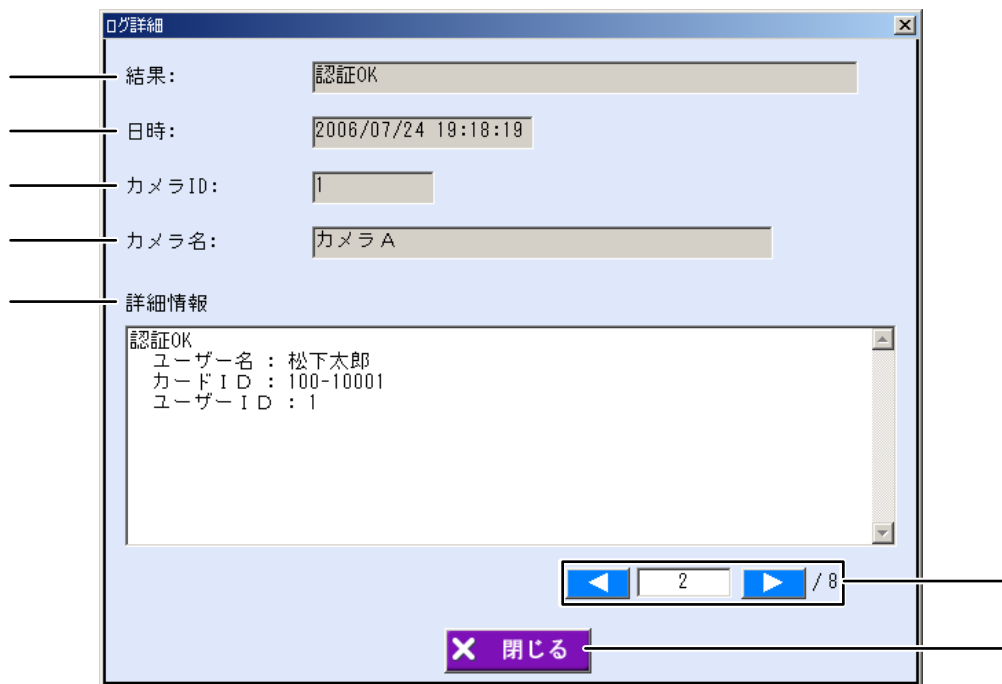 ログ詳細
結果: 認証OK
日時: 2006/07/24 19:18:19
カメラID: 1
カメラ名: カメラA
詳細情報
認証OK
ユーザー名 : 松下太郎
カードID : 100-10001
ユーザーID : 1
2 / 8
閉じる